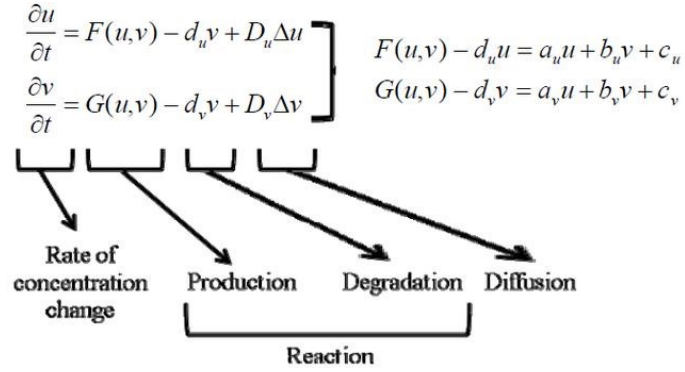 ∂u/∂t = F(u,v) − d_u v + D_u Δu
∂v/∂t = G(u,v) − d_v v + D_v Δv
F(u,v) − d_u u = a_u u + b_u v + c_u
G(u,v) − d_v v = a_v u + b_v v + c_v
Rate of
concentration
change
Production
Degradation
Diffusion
Reaction